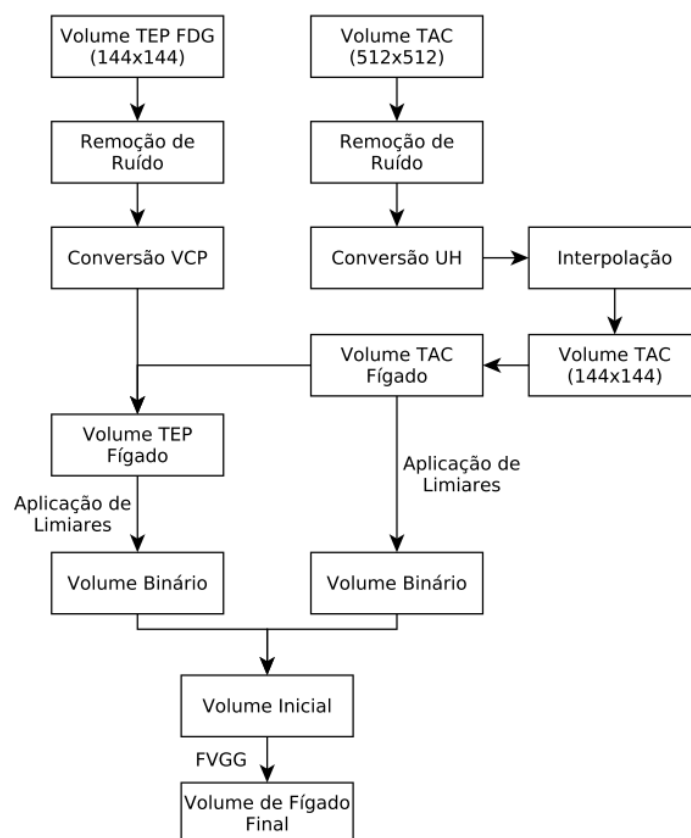 Volume TEP FDG
(144x144)
Volume TAC
(512x512)
Remoção de
Ruído
Remoção de
Ruído
Conversão VCP
Conversão UH
Interpolação
Volume TAC
Fígado
Volume TAC
(144x144)
Volume TEP
Fígado
Aplicação de
Limiares
Aplicação de
Limiares
Volume Binário
Volume Binário
Volume Inicial
FVGG
Volume de Fígado
Final